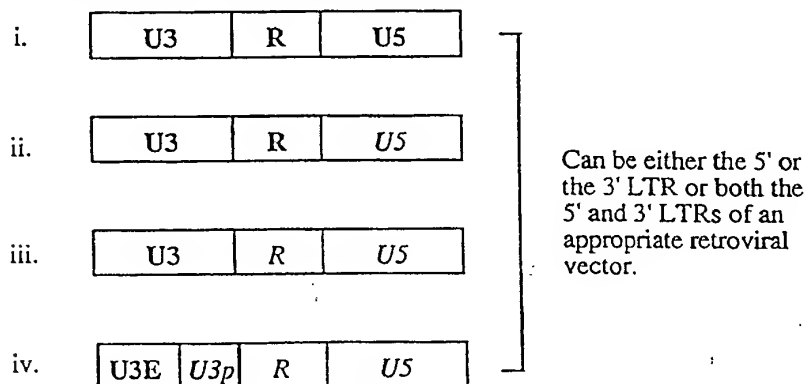 i. U3 R U5
ii. U3 R U5
iii. U3 R U5
iv. U3E U3p R U5
Can be either the 5' or
the 3' LTR or both the
5' and 3' LTRs of an
appropriate retroviral
vector.